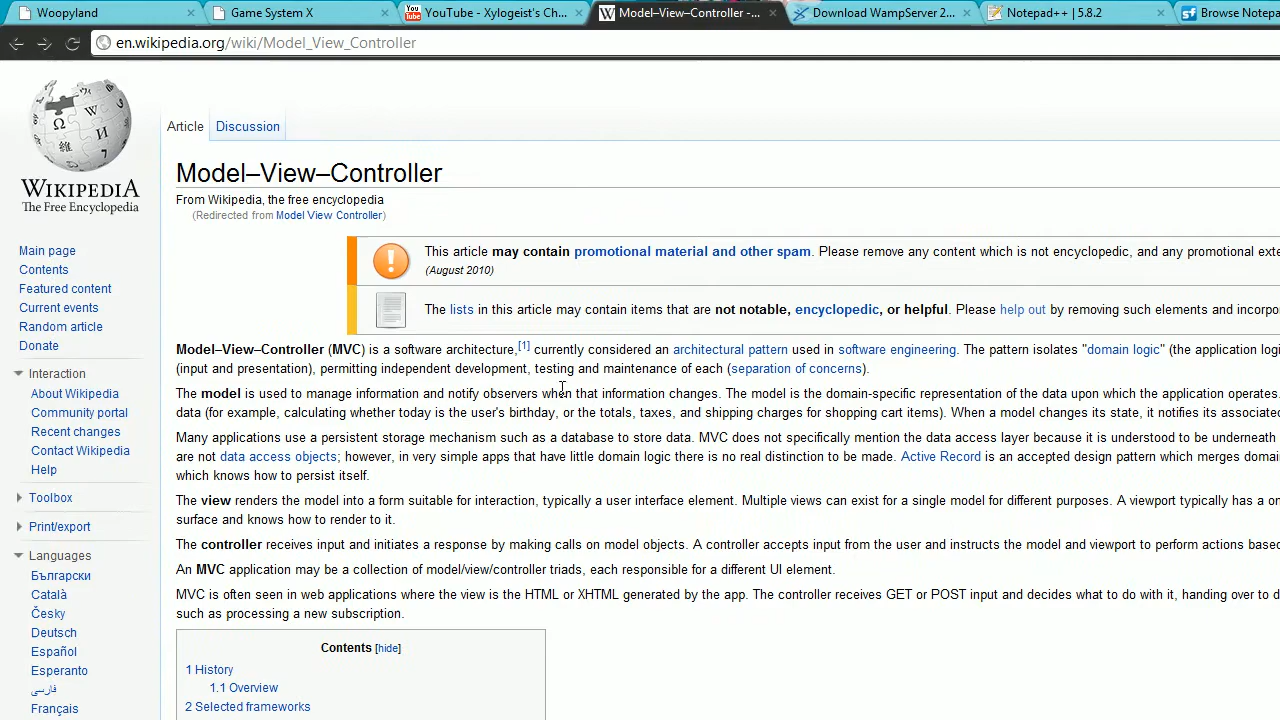 Woopyland
Game System X
YouTube - Xylogeist's Ch...
Model–View–Controller -...
Download WampServer 2...
Notepad++ | 5.8.2
Browse Notepa
en.wikipedia.org/wiki/Model_View_Controller
WIKIPEDIA
The Free Encyclopedia
Main page
Contents
Featured content
Current events
Random article
Donate
Interaction
About Wikipedia
Community portal
Recent changes
Contact Wikipedia
Help
Toolbox
Print/export
Languages
Български
Català
Česky
Deutsch
Español
Esperanto
فارسی
Français
Article
Discussion
Model–View–Controller
From Wikipedia, the free encyclopedia
(Redirected from Model View Controller)
This article may contain promotional material and other spam. Please remove any content which is not encyclopedic, and any promotional exte
(August 2010)
The lists in this article may contain items that are not notable, encyclopedic, or helpful. Please help out by removing such elements and incorpo
Model–View–Controller (MVC) is a software architecture,[1] currently considered an architectural pattern used in software engineering. The pattern isolates "domain logic" (the application logi
(input and presentation), permitting independent development, testing and maintenance of each (separation of concerns).
The model is used to manage information and notify observers when that information changes. The model is the domain-specific representation of the data upon which the application operates.
data (for example, calculating whether today is the user's birthday, or the totals, taxes, and shipping charges for shopping cart items). When a model changes its state, it notifies its associate
Many applications use a persistent storage mechanism such as a database to store data. MVC does not specifically mention the data access layer because it is understood to be underneath
are not data access objects; however, in very simple apps that have little domain logic there is no real distinction to be made. Active Record is an accepted design pattern which merges domai
which knows how to persist itself.
The view renders the model into a form suitable for interaction, typically a user interface element. Multiple views can exist for a single model for different purposes. A viewport typically has a on
surface and knows how to render to it.
The controller receives input and initiates a response by making calls on model objects. A controller accepts input from the user and instructs the model and viewport to perform actions base
An MVC application may be a collection of model/view/controller triads, each responsible for a different UI element.
MVC is often seen in web applications where the view is the HTML or XHTML generated by the app. The controller receives GET or POST input and decides what to do with it, handing over to d
such as processing a new subscription.
Contents [hide]
1 History
1.1 Overview
2 Selected frameworks